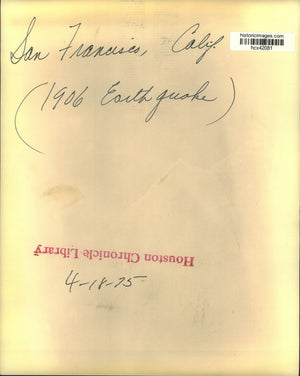 historicimages.com
hcx42081
San Francisco, Calif.
(1906 Earthquake)
Houston Chronicle Library
4-18-75